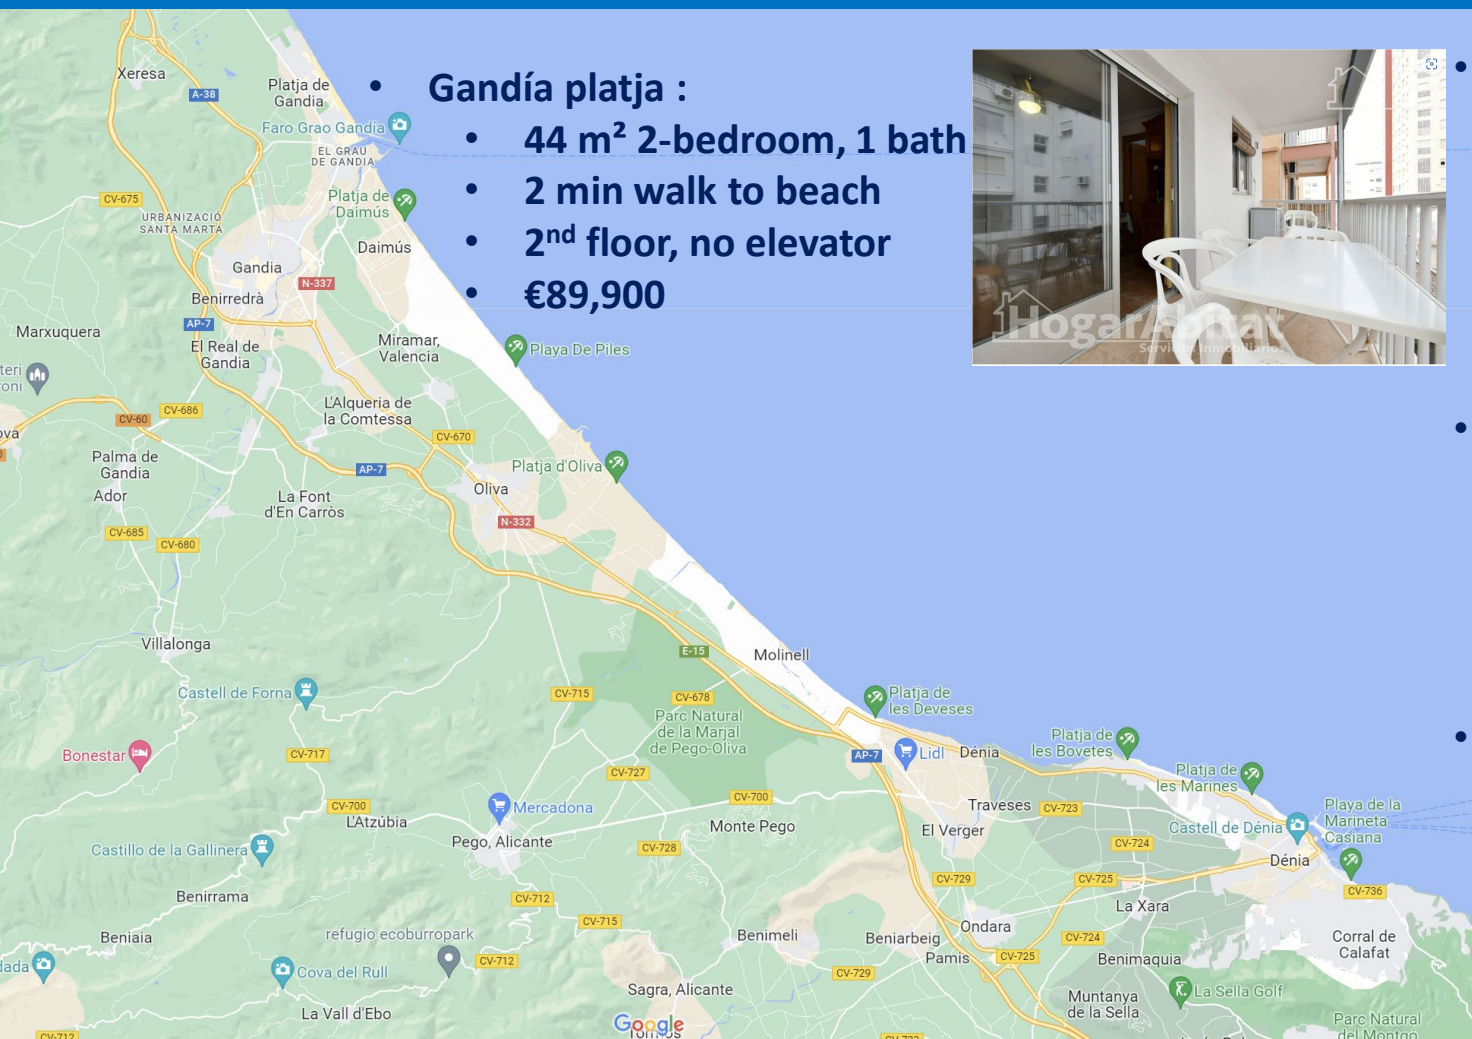 • Gandía platja :
• 44 m² 2-bedroom, 1 bath
• 2 min walk to beach
• 2nd floor, no elevator
• €89,900
HogarAbitat
Servicios Inmobiliarios
Xeresa
A-38
Platja de
Gandia
Faro Grao Gandía
EL GRAU
DE GANDIA
CV-675
Platja de
Daimús
URBANIZACIÓ
SANTA MARTA
Daimús
Gandia
N-337
Benirredrà
AP-7
Marxuquera
El Real de
Gandia
Miramar,
Valencia
Playa De Piles
L'Alqueria de
la Comtessa
CV-686
CV-60
CV-670
Palma de
Gandia
AP-7
Platja d'Oliva
Ador
La Font
d'En Carròs
Oliva
N-332
CV-685
CV-680
Villalonga
E-15
Molinell
Castell de Forna
CV-715
CV-678
Platja de
les Deveses
Parc Natural
de la Marjal
de Pego-Oliva
Bonestar
CV-717
AP-7
Lidl
Dénia
Platja de
les Bovetes
CV-727
Platja de
les Marines
CV-700
L'Atzúbia
Mercadona
CV-700
Monte Pego
Traveses
CV-723
Playa de la
Marineta
Casiana
El Verger
Castell de Dénia
Pego, Alicante
CV-728
CV-724
Castillo de la Gallinera
Dénia
CV-729
CV-725
CV-736
Benirrama
CV-712
La Xara
CV-715
Beniaia
refugio ecoburropark
Benimeli
Beniarbeig
Ondara
CV-724
Corral de
Calafat
CV-712
Pamis
CV-725
Benimaquia
Cova del Rull
CV-729
Sagra, Alicante
Muntanya
de la Sella
La Sella Golf
La Vall d'Ebo
Google
Tormos
Parc Natural
del Montgó
CV-712